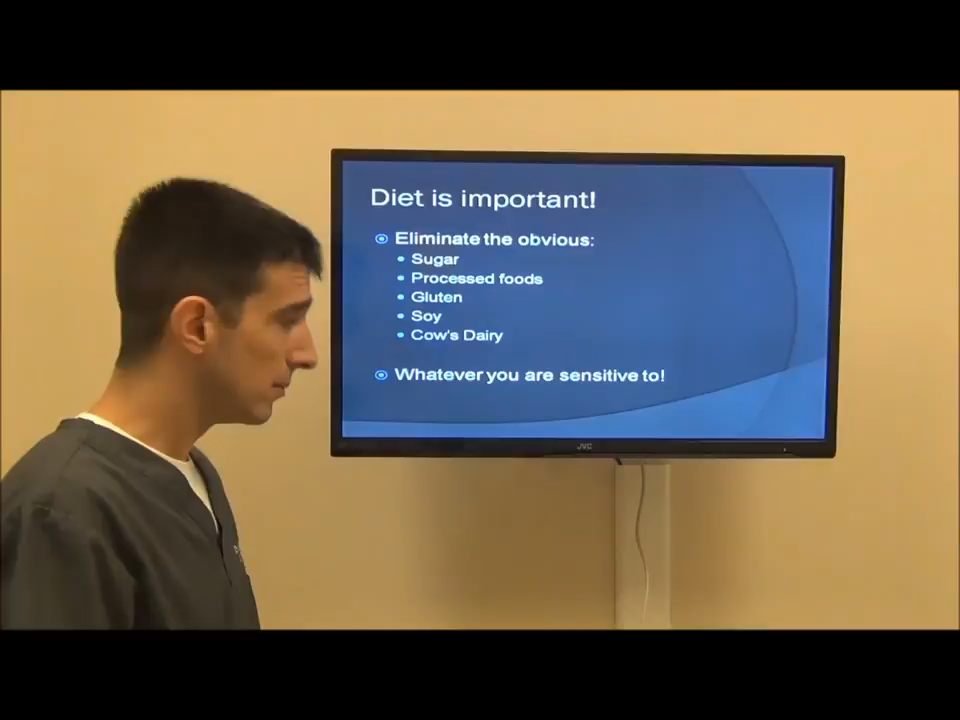 Diet is important!
Eliminate the obvious:
Sugar
Processed foods
Gluten
Soy
Cow's Dairy
Whatever you are sensitive to!
JVC